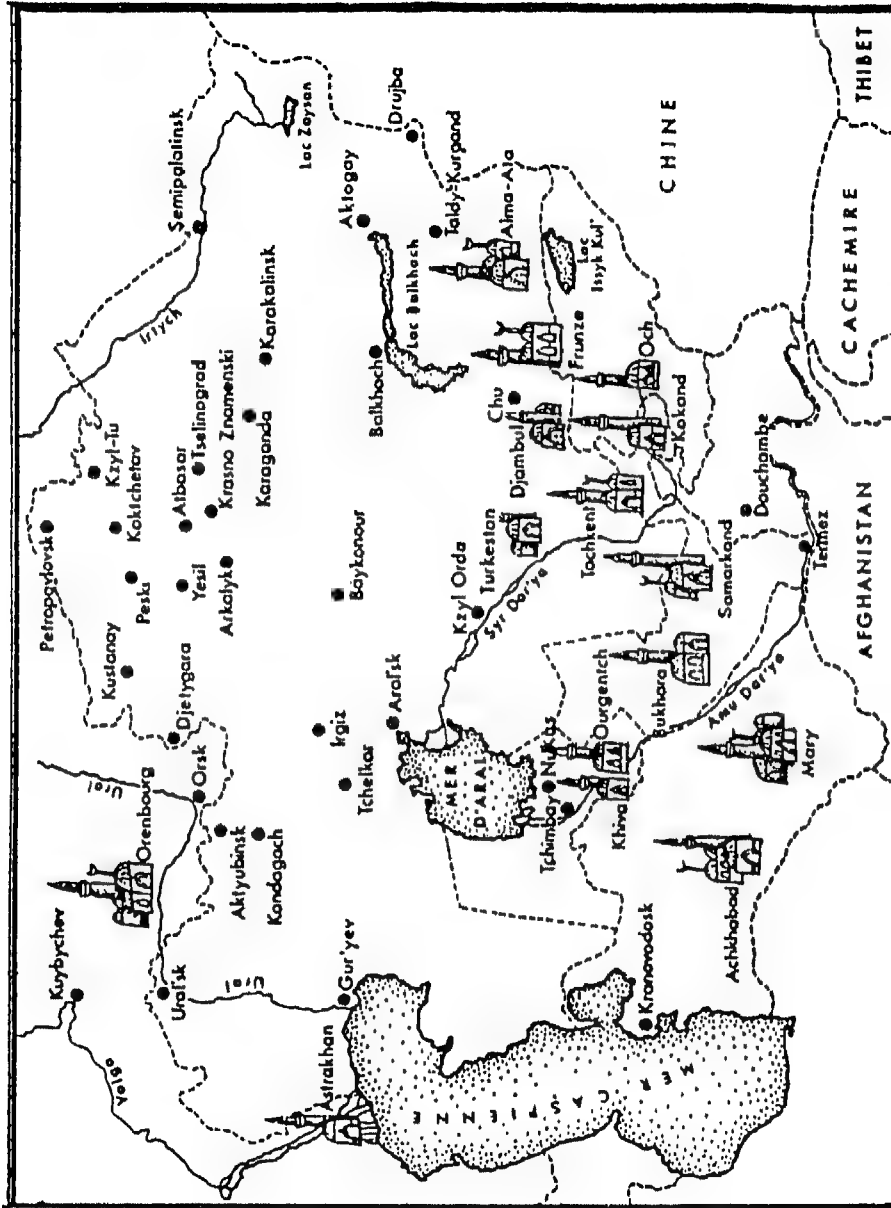 Petropavlovsk
Kzyl-Tu
Koktchetav
Peski
Kustanay
Djetygara
Atbasar
Yesil
Tselinograd
Krasno Znamenski
Arkalyk
Karaganda
Karakalinsk
Semipalatinsk
Irtych
Lac Zaysan
Kuybychev
Volga
Orenbourg
Ural
Orsk
Ural'sk
Ural
Aktyubinsk
Kandagach
Gur'yev
Astrakhan
Irgiz
Tchelkar
Aral'sk
Baykonour
Balkhach
Lac Balkhach
Aktogay
Drujba
Taldy-Kurgand
Alma-Ata
Lac
Issyk Kul'
Frunze
Chu
Djambul
Och
Kokand
Tachkent
Turkestan
Kzyl Orda
Syr Dar'ya
MER
D'ARAL
Nukus
Tchimbay
Ourgentch
Khiva
Bukhara
Samarkand
Amu Dar'ya
Douchambe
Termez
Mary
Achkhabad
Kranovodosk
MER
CASPIENNE
CHINE
THIBET
CACHEMIRE
AFGHANISTAN